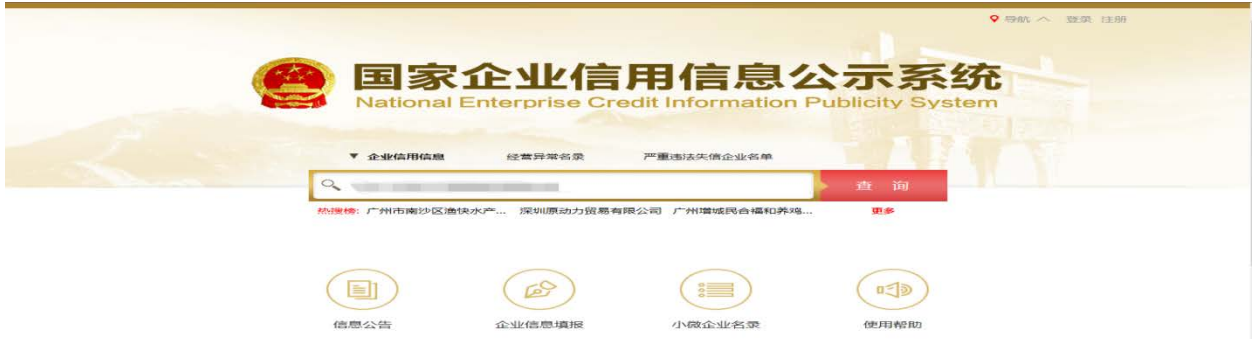 导航 へ 登录 注册
国家企业信用信息公示系统
National Enterprise Credit Information Publicity System
▼ 企业信用信息 经营异常名录 严重违法失信企业名单
查 询
热搜榜: 广州市南沙区渔快水产... 深圳原动力贸易有限公司 广州增城民合福和养鸡... 更多
信息公告 企业信息填报 小微企业名录 使用帮助